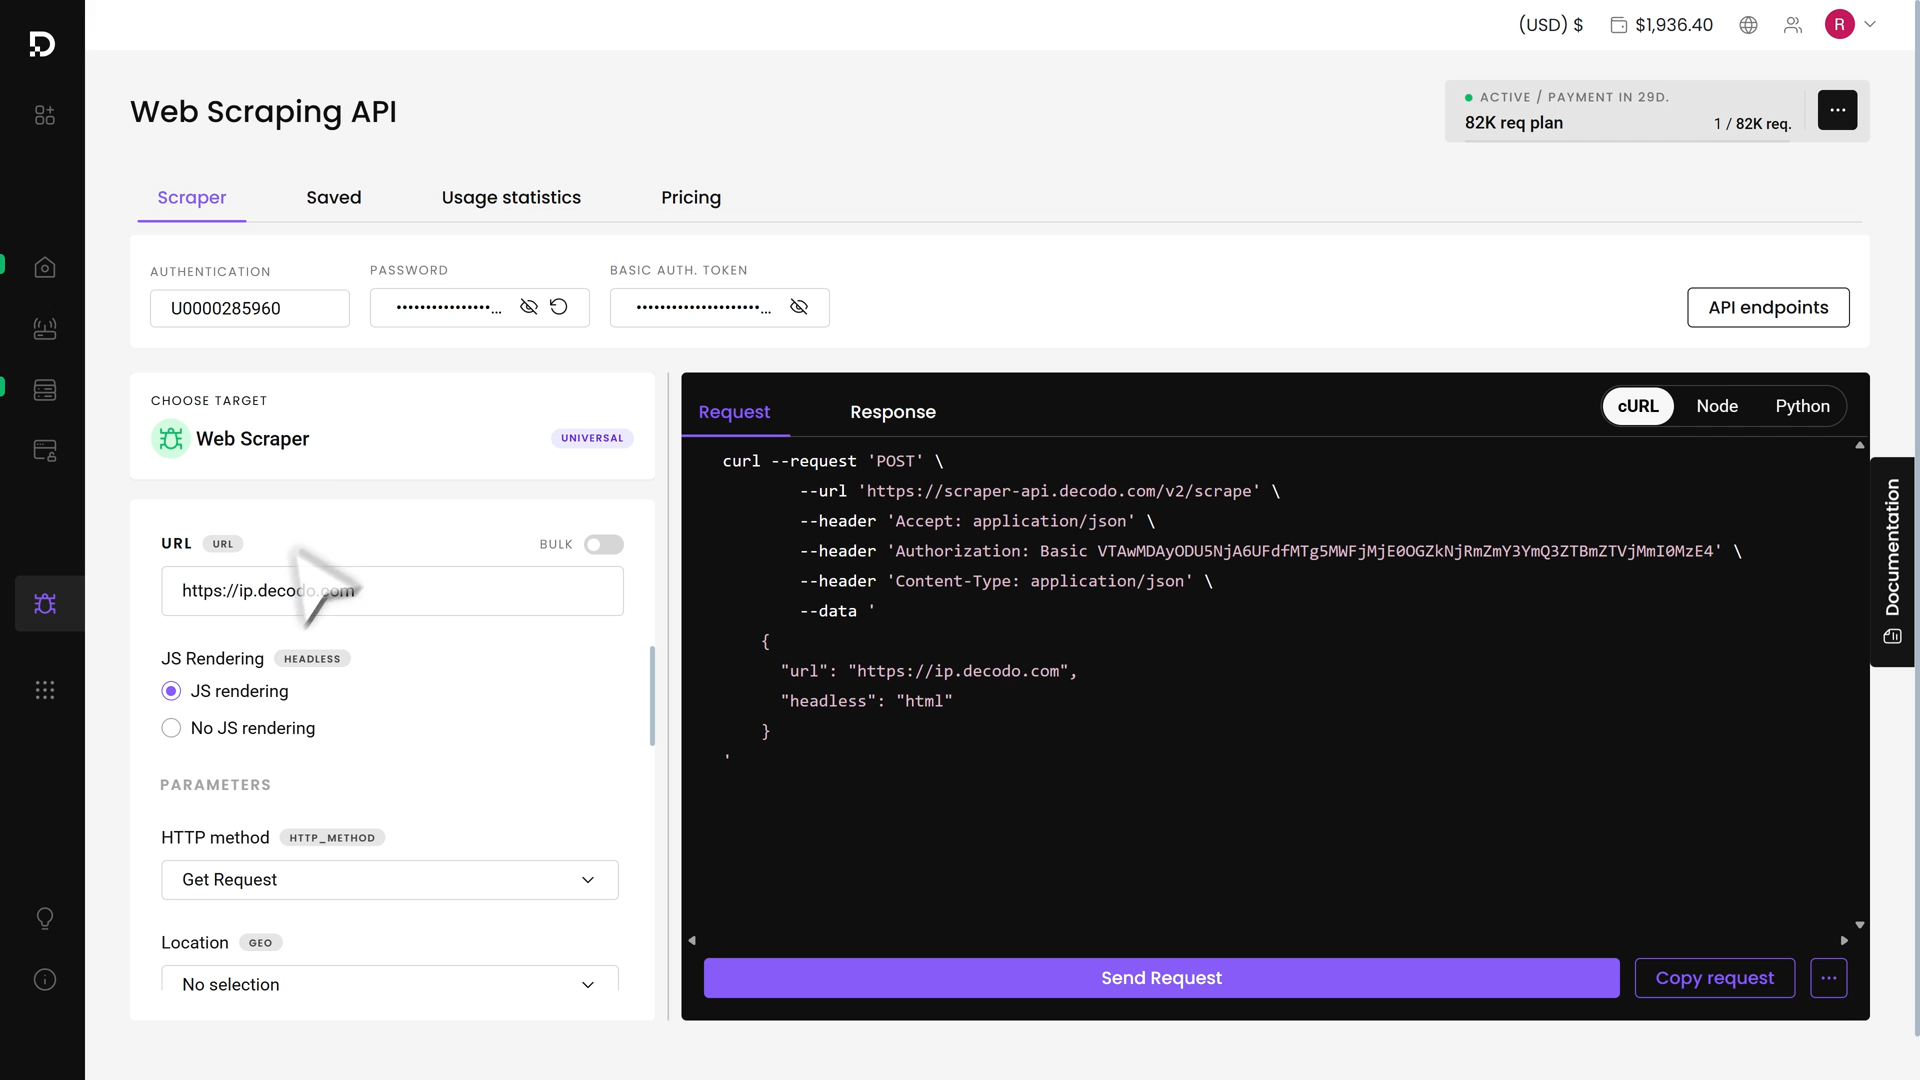 (USD) $
$1,936.40
R
Web Scraping API
ACTIVE / PAYMENT IN 29D.
82K req plan
1 / 82K req.
Scraper
Saved
Usage statistics
Pricing
AUTHENTICATION
PASSWORD
BASIC AUTH. TOKEN
U0000285960
API endpoints
CHOOSE TARGET
Web Scraper
UNIVERSAL
URL URL
BULK
https://ip.decodo.com
JS Rendering HEADLESS
JS rendering
No JS rendering
PARAMETERS
HTTP method HTTP_METHOD
Get Request
Location GEO
No selection
Request
Response
cURL
Node
Python
curl --request 'POST' \
--url 'https://scraper-api.decodo.com/v2/scrape' \
--header 'Accept: application/json' \
--header 'Authorization: Basic VTAwMDAyODU5NjA6UFdfMTg5MWFjMjE0OGZkNjRmZmY3YmQ3ZTBmZTVjMmI0MzE4' \
--header 'Content-Type: application/json' \
--data '
{
"url": "https://ip.decodo.com",
"headless": "html"
}
'
Send Request
Copy request
Documentation